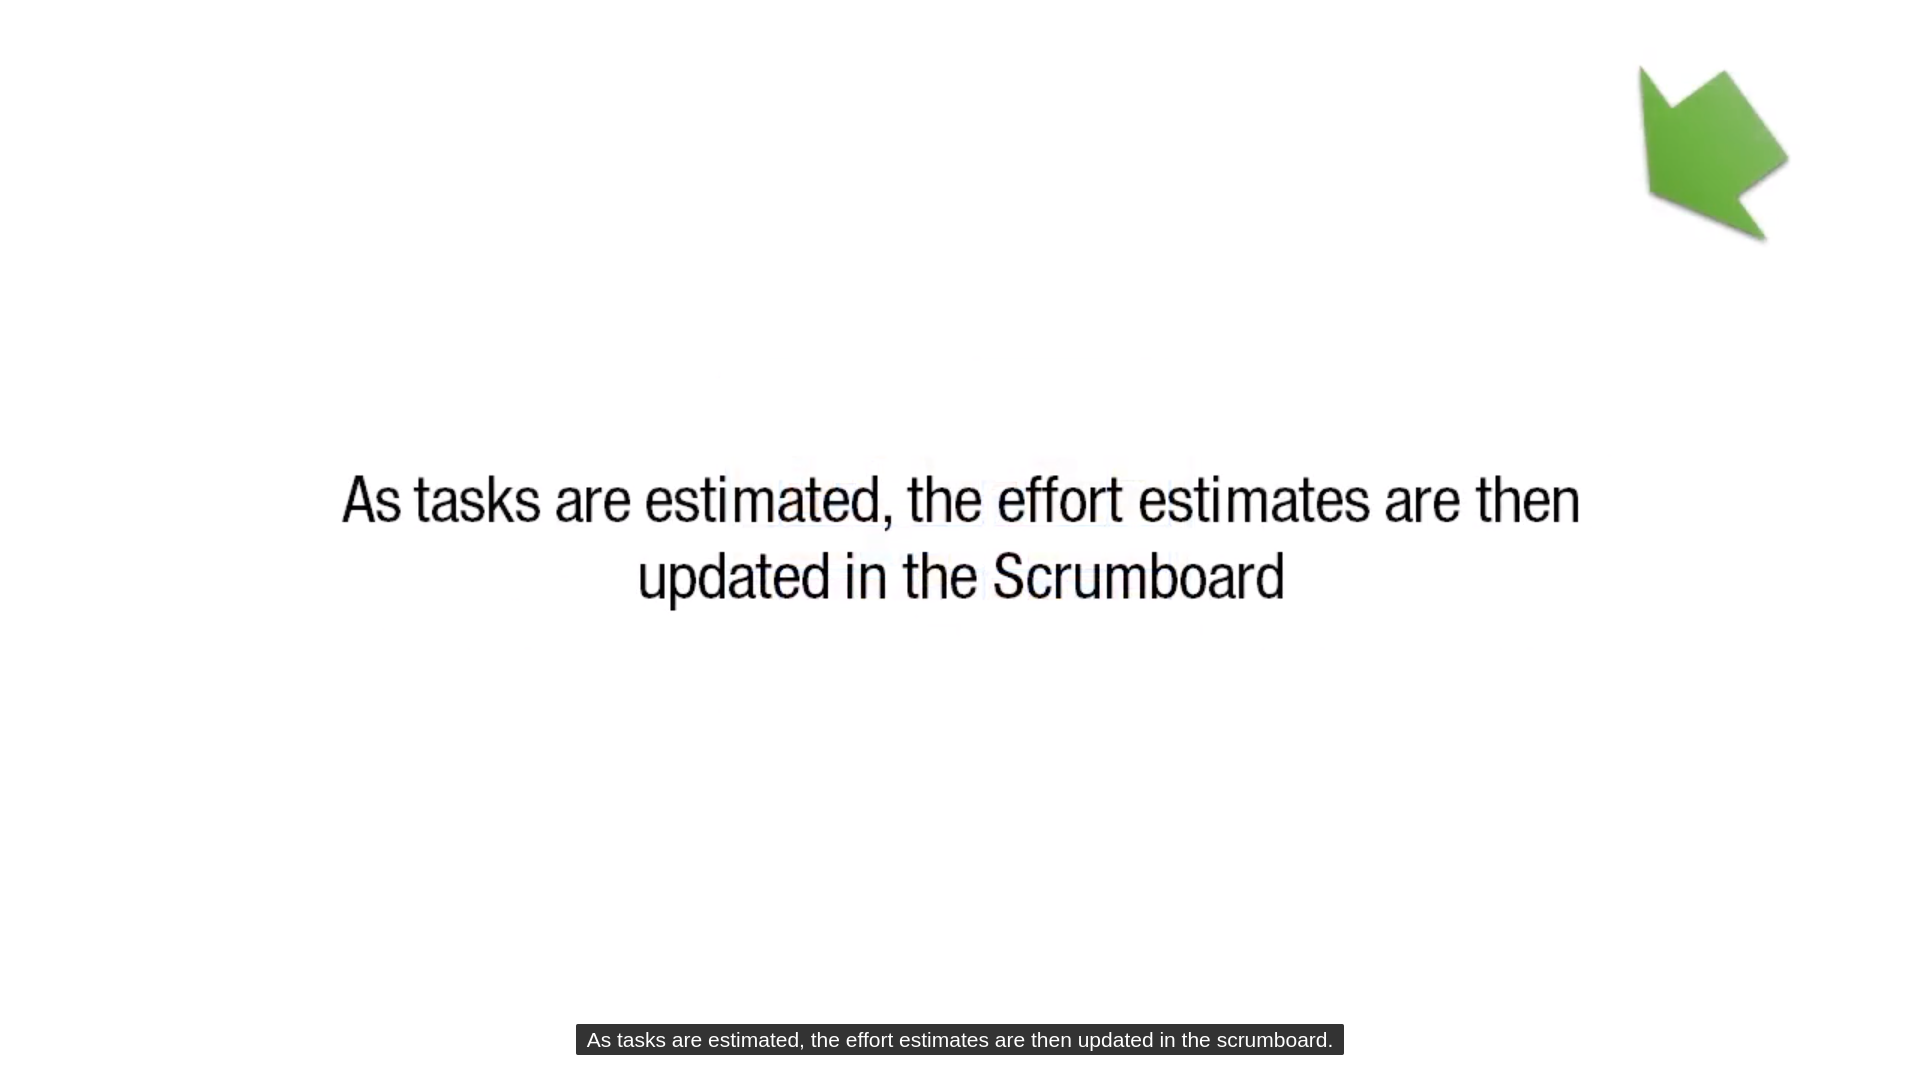 As tasks are estimated, the effort estimates are then
updated in the Scrumboard
As tasks are estimated, the effort estimates are then updated in the scrumboard.